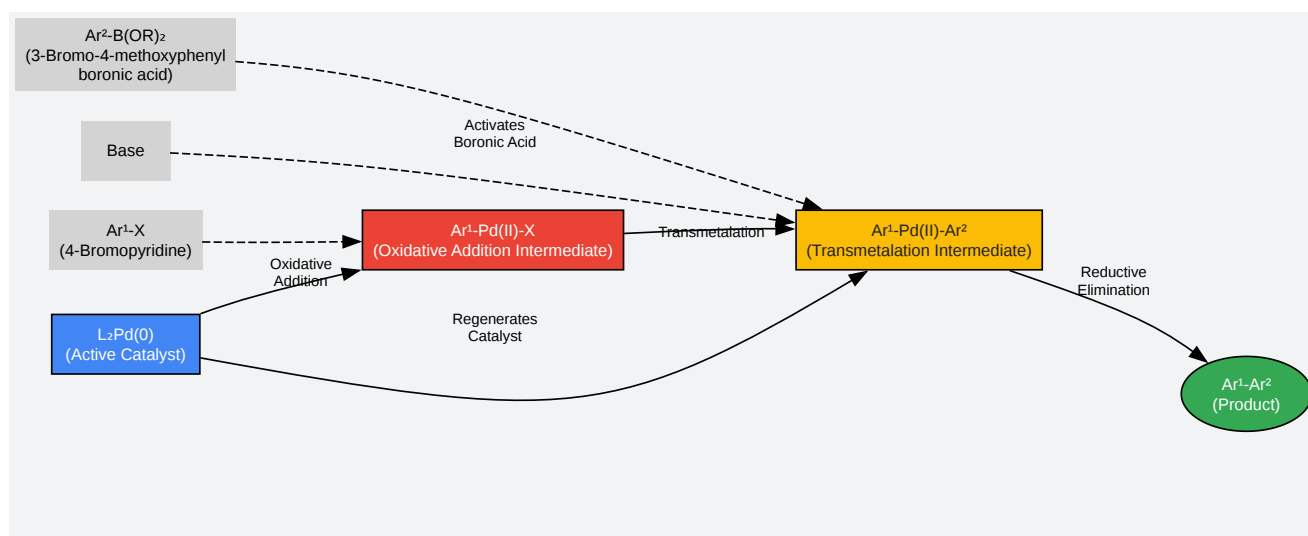 Ar²-B(OR)₂
(3-Bromo-4-methoxyphenyl
boronic acid)
Activates
Boronic Acid
Base
Ar¹-X
(4-Bromopyridine)
Ar¹-Pd(II)-X
(Oxidative Addition Intermediate)
Transmetalation
Ar¹-Pd(II)-Ar²
(Transmetalation Intermediate)
Oxidative
Addition
Reductive
Elimination
L₂Pd(0)
(Active Catalyst)
Regenerates
Catalyst
Ar¹-Ar²
(Product)